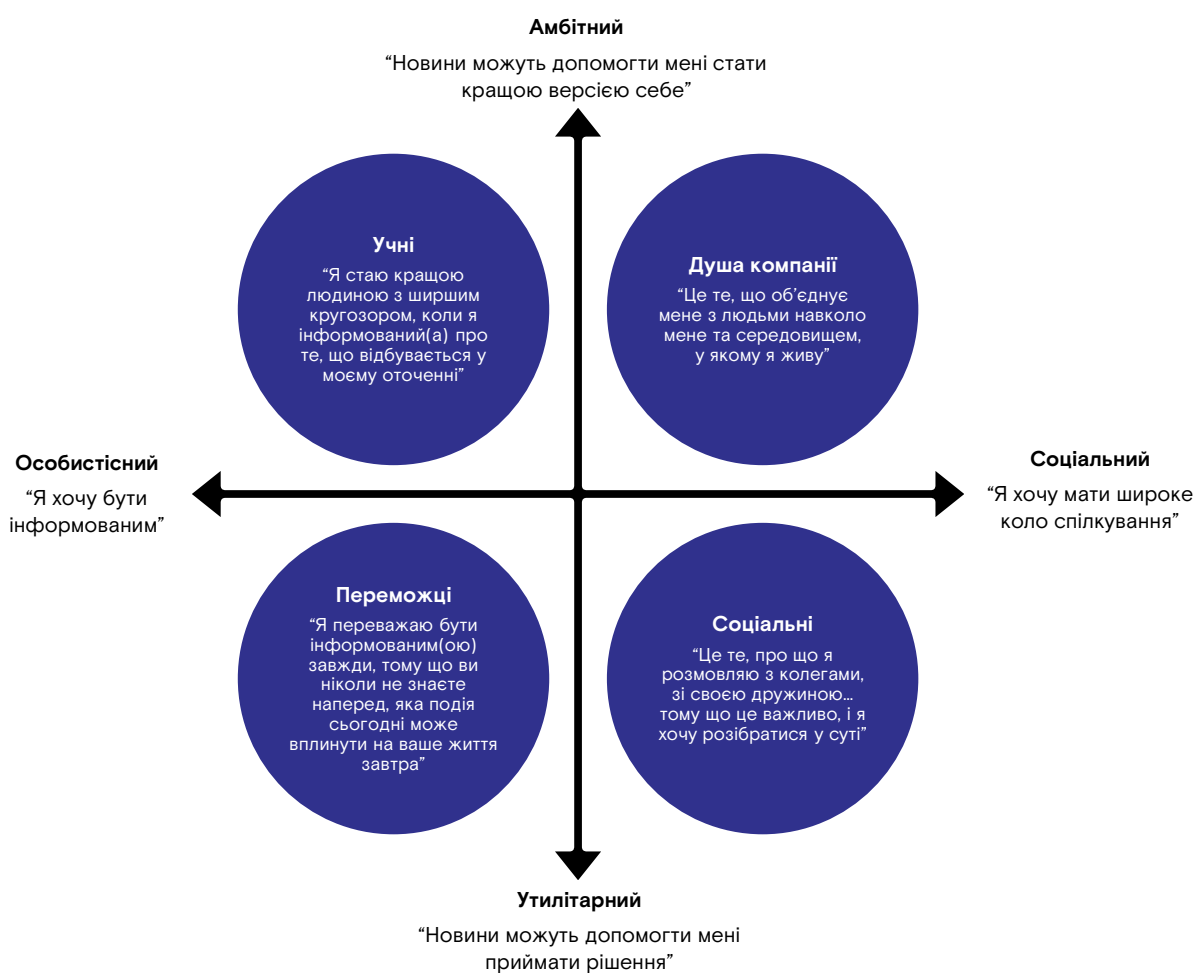 Амбітний
“Новини можуть допомогти мені стати
кращою версією себе”
Учні
“Я стаю кращою
людиною з ширшим
кругозором, коли я
інформований(а) про
те, що відбувається у
моєму оточенні”
Душа компанії
“Це те, що об’єднує
мене з людьми навколо
мене та середовищем,
у якому я живу”
Особистісний
“Я хочу бути
інформованим”
Соціальний
“Я хочу мати широке
коло спілкування”
Переможці
“Я переважаю бути
інформованим(ою)
завжди, тому що ви
ніколи не знаєте
наперед, яка подія
сьогодні може
вплинути на ваше життя
завтра”
Соціальні
“Це те, про що я
розмовляю з колегами,
зі своєю дружиною…
тому що це важливо, і я
хочу розібратися у суті”
Утилітарний
“Новини можуть допомогти мені
приймати рішення”